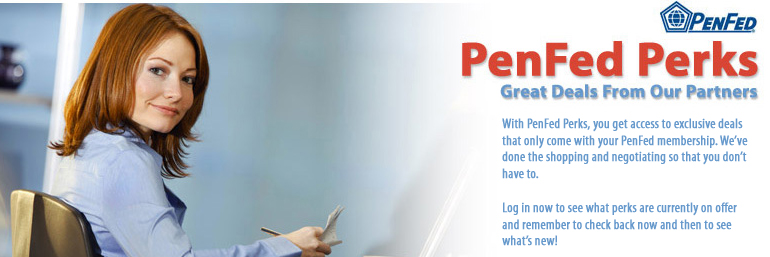 PENFED
PenFed Perks
Great Deals From Our Partners
With PenFed Perks, you get access to exclusive deals
that only come with your PenFed membership. We've
done the shopping and negotiating so that you don't
have to.
Log in now to see what perks are currently on offer
and remember to check back now and then to see
what's new!